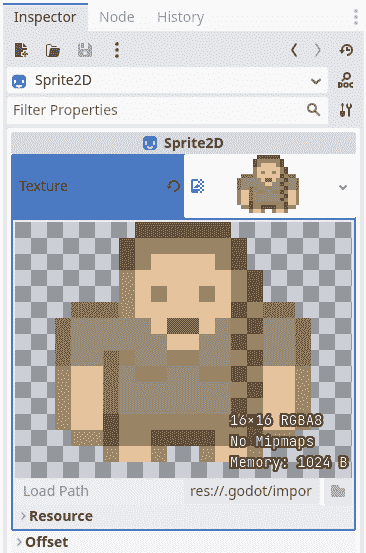 Inspector Node History
Sprite2D
DOC
Filter Properties
Sprite2D
Texture
16×16 RGBA8
No Mipmaps
Memory: 1024 B
Load Path res://.godot/impor
Resource
Offset